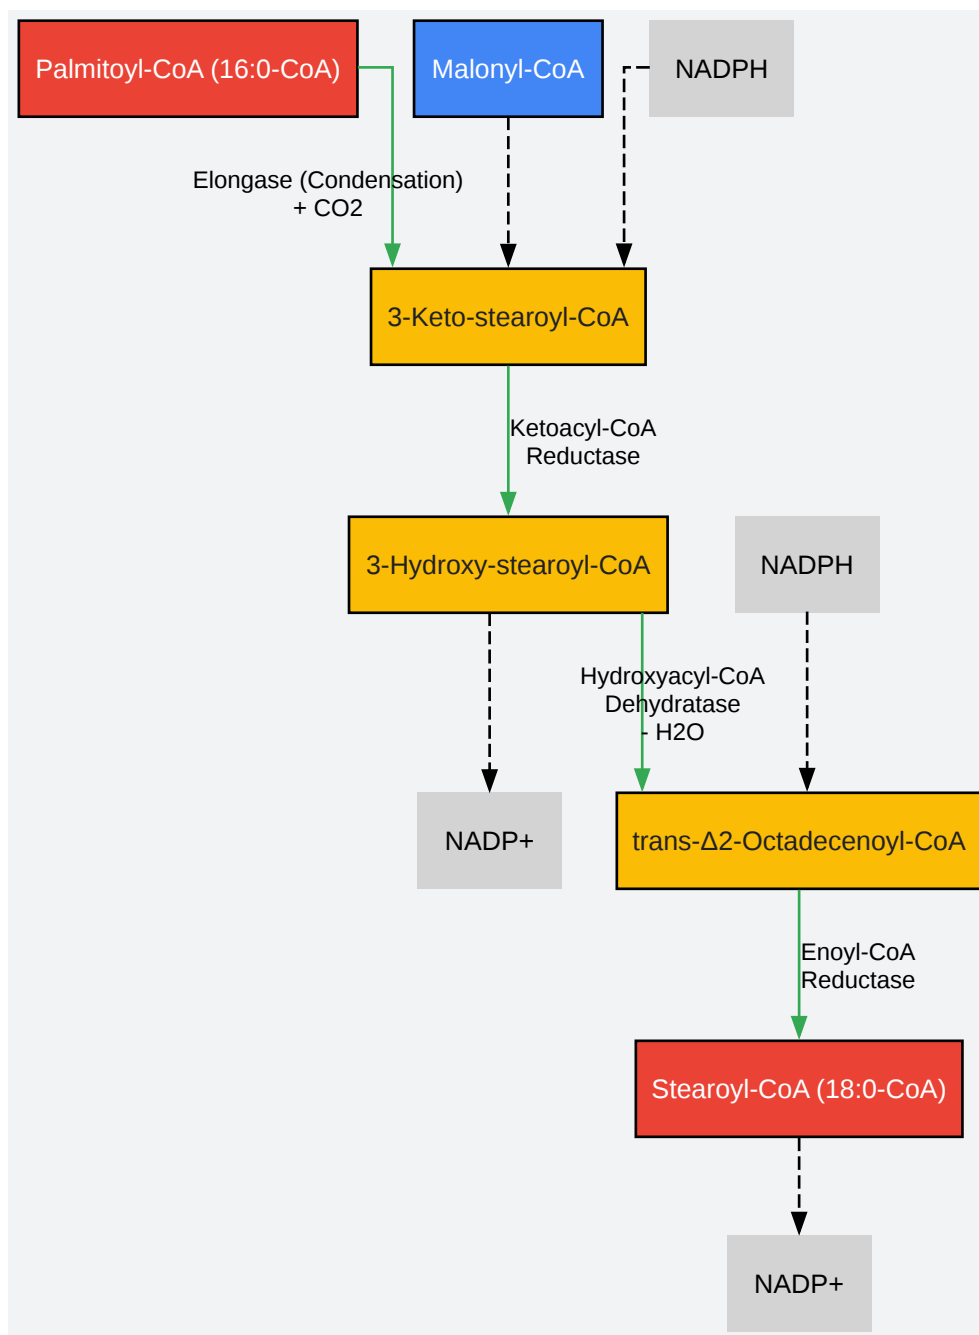 Palmitoyl-CoA (16:0-CoA)
Malonyl-CoA
NADPH
Elongase (Condensation)
+ CO2
3-Keto-stearoyl-CoA
Ketoacyl-CoA
Reductase
3-Hydroxy-stearoyl-CoA
NADPH
Hydroxyacyl-CoA
Dehydratase
- H2O
NADP+
trans-Δ2-Octadecenoyl-CoA
Enoyl-CoA
Reductase
Stearoyl-CoA (18:0-CoA)
NADP+